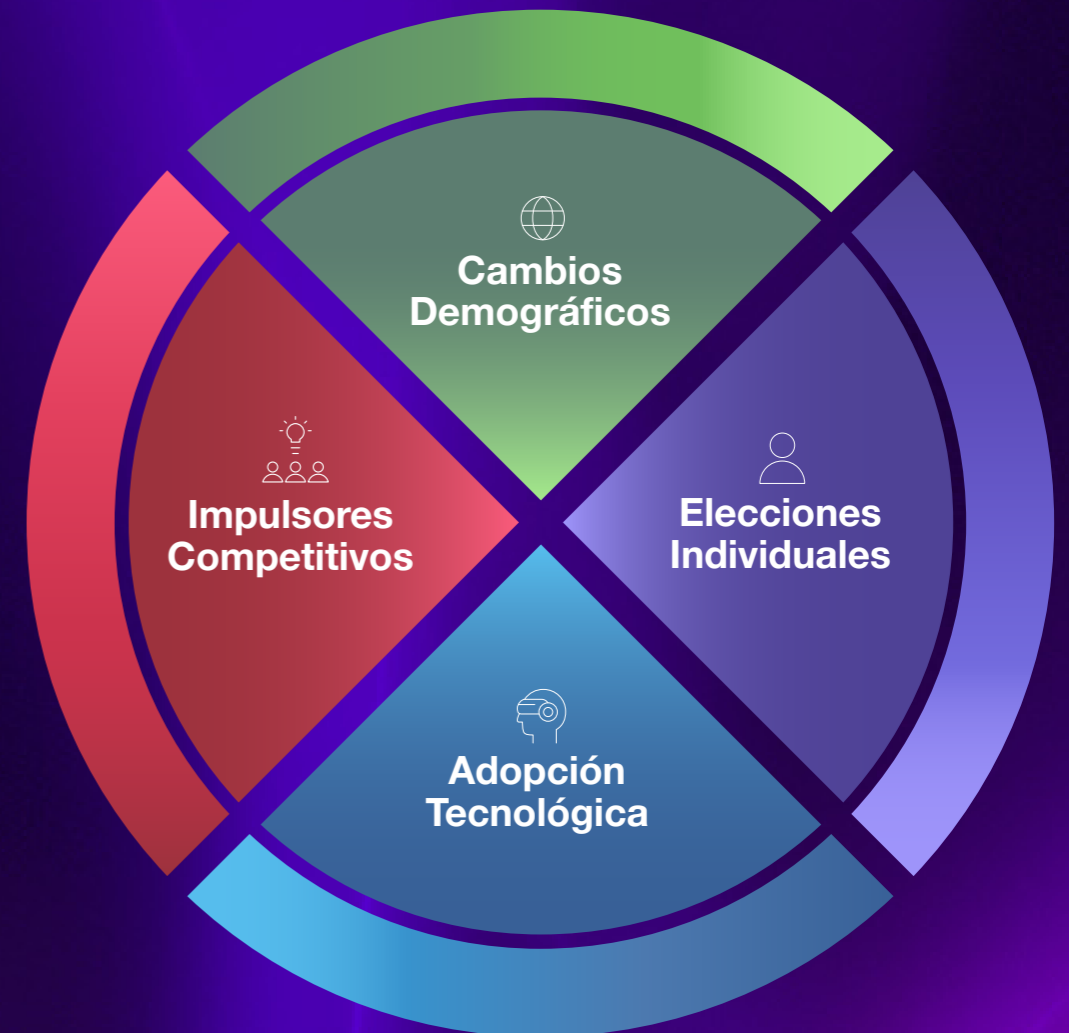 Cambios
Demográficos
Impulsores
Competitivos
Elecciones
Individuales
Adopción
Tecnológica